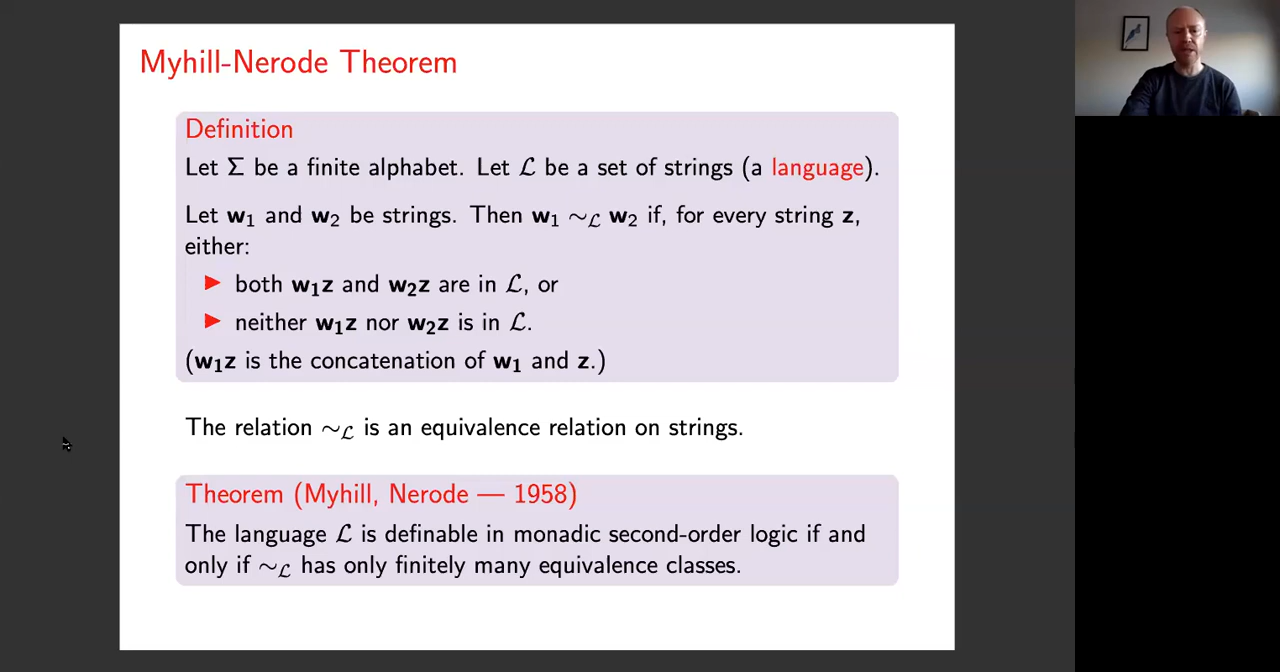 Myhill-Nerode Theorem
Definition
Let Σ be a finite alphabet. Let ℒ be a set of strings (a language).
Let w₁ and w₂ be strings. Then w₁ ∼ℒ w₂ if, for every string z,
either:
▶ both w₁z and w₂z are in ℒ, or
▶ neither w₁z nor w₂z is in ℒ.
(w₁z is the concatenation of w₁ and z.)
The relation ∼ℒ is an equivalence relation on strings.
Theorem (Myhill, Nerode — 1958)
The language ℒ is definable in monadic second-order logic if and
only if ∼ℒ has only finitely many equivalence classes.